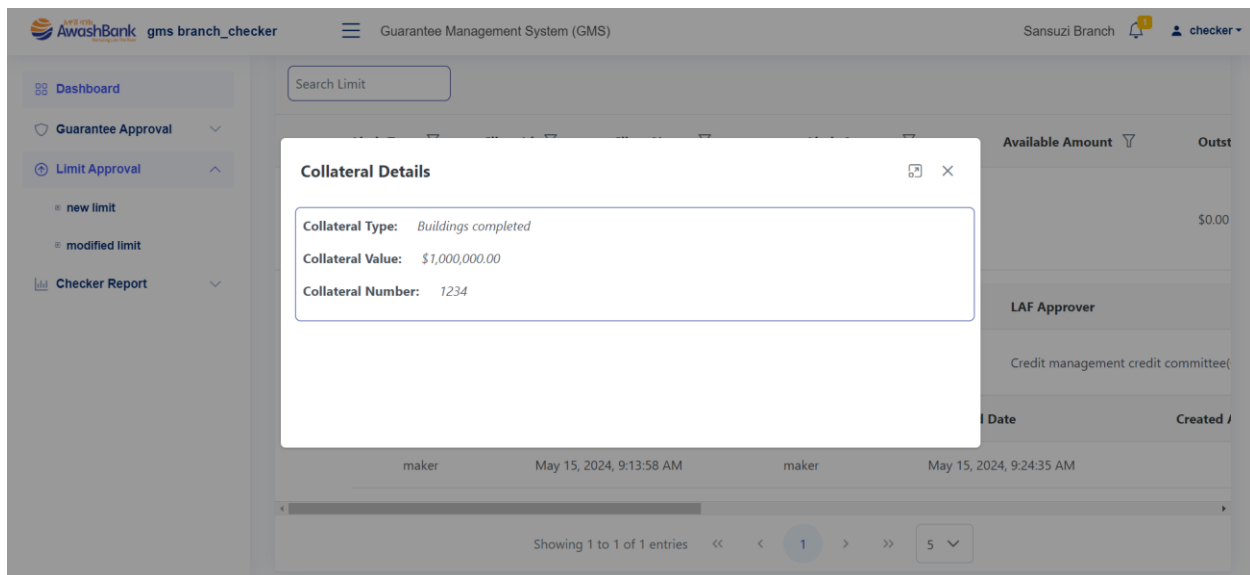 AwashBank gms branch_checker Guarantee Management System (GMS) Sansuzi Branch 1 checker
Dashboard
Guarantee Approval
Limit Approval
new limit
modified limit
Checker Report
Search Limit
Available Amount Outst
Collateral Details
Collateral Type: Buildings completed
Collateral Value: $1,000,000.00
Collateral Number: 1234
$0.00
LAF Approver
Credit management credit committee(
Date Created A
maker May 15, 2024, 9:13:58 AM maker May 15, 2024, 9:24:35 AM
Showing 1 to 1 of 1 entries << < 1 > >> 5